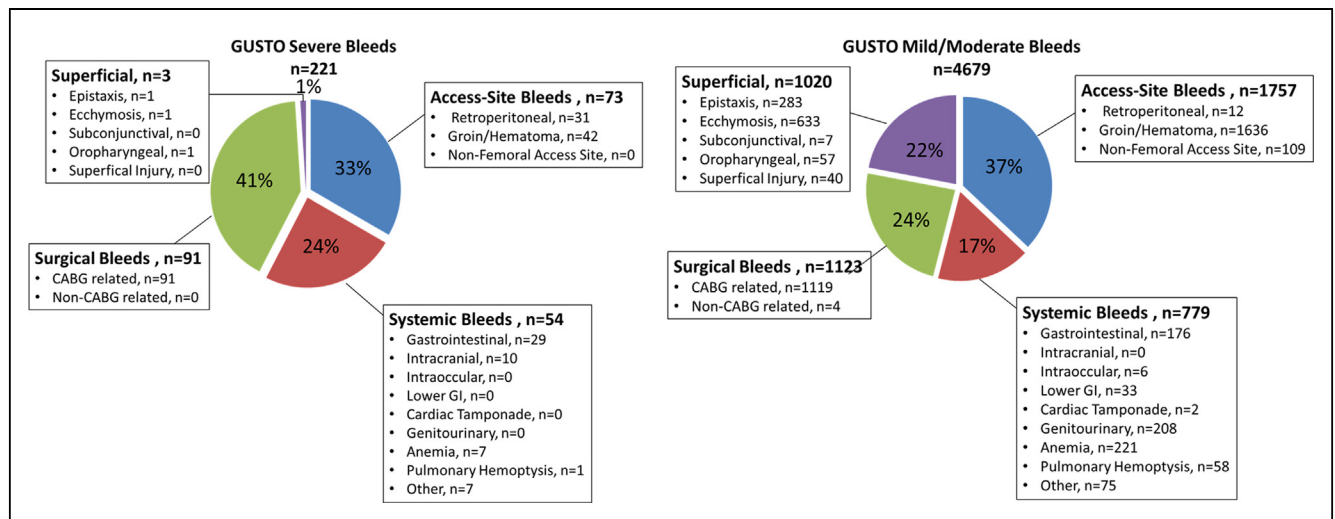 GUSTO Severe Bleeds
n=221
1%
33%
24%
41%
Superficial, n=3
• Epistaxis, n=1
• Ecchymosis, n=1
• Subconjunctival, n=0
• Oropharyngeal, n=1
• Superfical Injury, n=0
Access-Site Bleeds , n=73
• Retroperitoneal, n=31
• Groin/Hematoma, n=42
• Non-Femoral Access Site, n=0
Surgical Bleeds , n=91
• CABG related, n=91
• Non-CABG related, n=0
Systemic Bleeds , n=54
• Gastrointestinal, n=29
• Intracranial, n=10
• Intraoccular, n=0
• Lower GI, n=0
• Cardiac Tamponade, n=0
• Genitourinary, n=0
• Anemia, n=7
• Pulmonary Hemoptysis, n=1
• Other, n=7
GUSTO Mild/Moderate Bleeds
n=4679
22%
37%
24%
17%
Superficial, n=1020
• Epistaxis, n=283
• Ecchymosis, n=633
• Subconjunctival, n=7
• Oropharyngeal, n=57
• Superfical Injury, n=40
Access-Site Bleeds , n=1757
• Retroperitoneal, n=12
• Groin/Hematoma, n=1636
• Non-Femoral Access Site, n=109
Surgical Bleeds , n=1123
• CABG related, n=1119
• Non-CABG related, n=4
Systemic Bleeds , n=779
• Gastrointestinal, n=176
• Intracranial, n=0
• Intraoccular, n=6
• Lower GI, n=33
• Cardiac Tamponade, n=2
• Genitourinary, n=208
• Anemia, n=221
• Pulmonary Hemoptysis, n=58
• Other, n=75